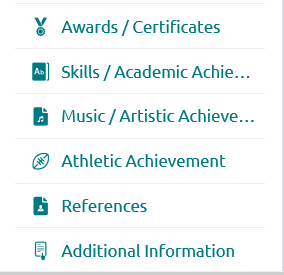 Awards / Certificates
Skills / Academic Achie...
Music / Artistic Achieve...
Athletic Achievement
References
Additional Information